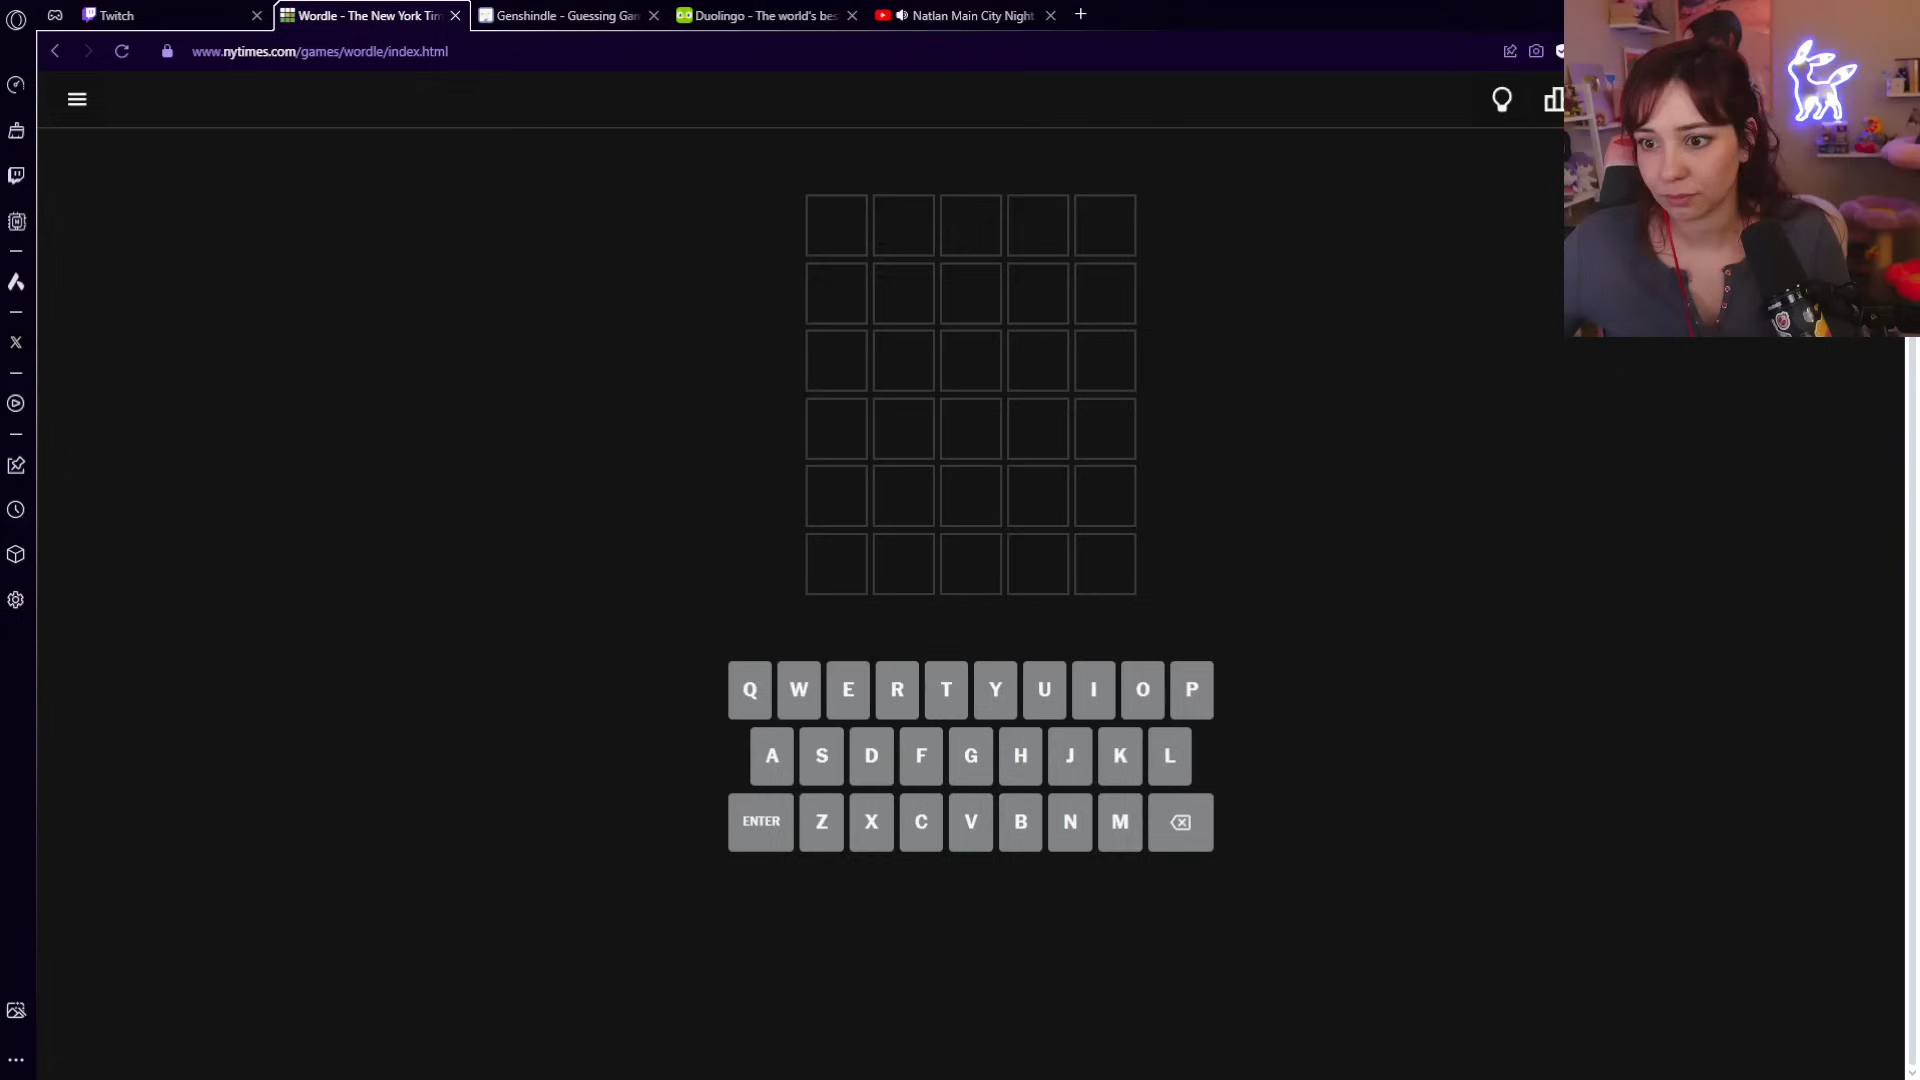 Twitch
Wordle - The New York Tim
Genshindle - Guessing Gam
Duolingo - The world's bes
Natlan Main City Night
www.nytimes.com/games/wordle/index.html
Q W E R T Y U I O P
A S D F G H J K L
ENTER Z X C V B N M